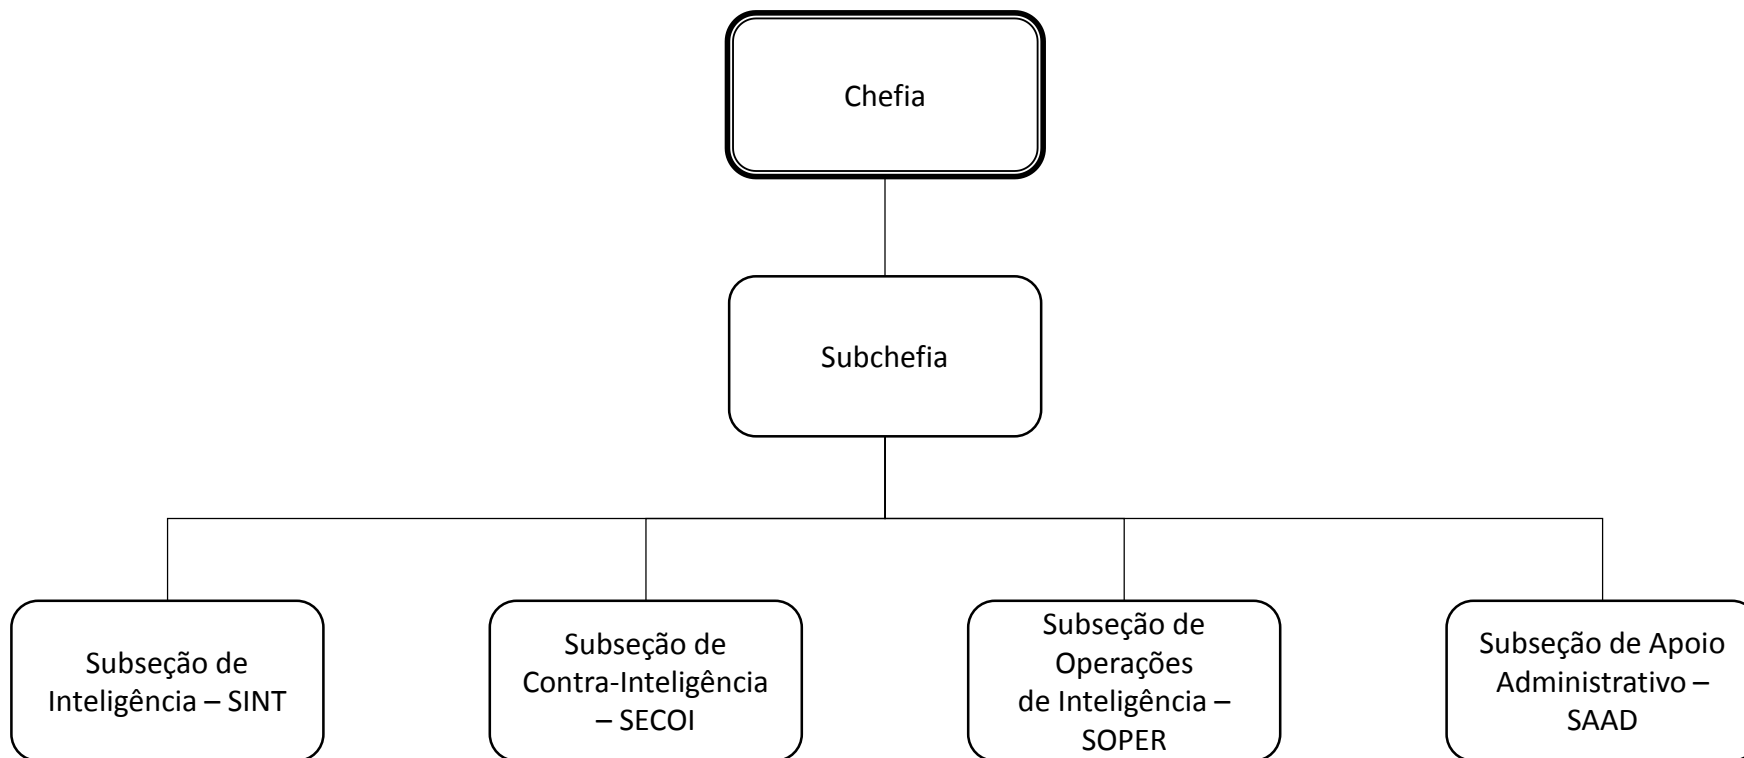 Chefia
Subchefia
Subseção de
Inteligência – SINT
Subseção de
Contra-Inteligência
– SECOI
Subseção de
Operações
de Inteligência –
SOPER
Subseção de Apoio
Administrativo –
SAAD